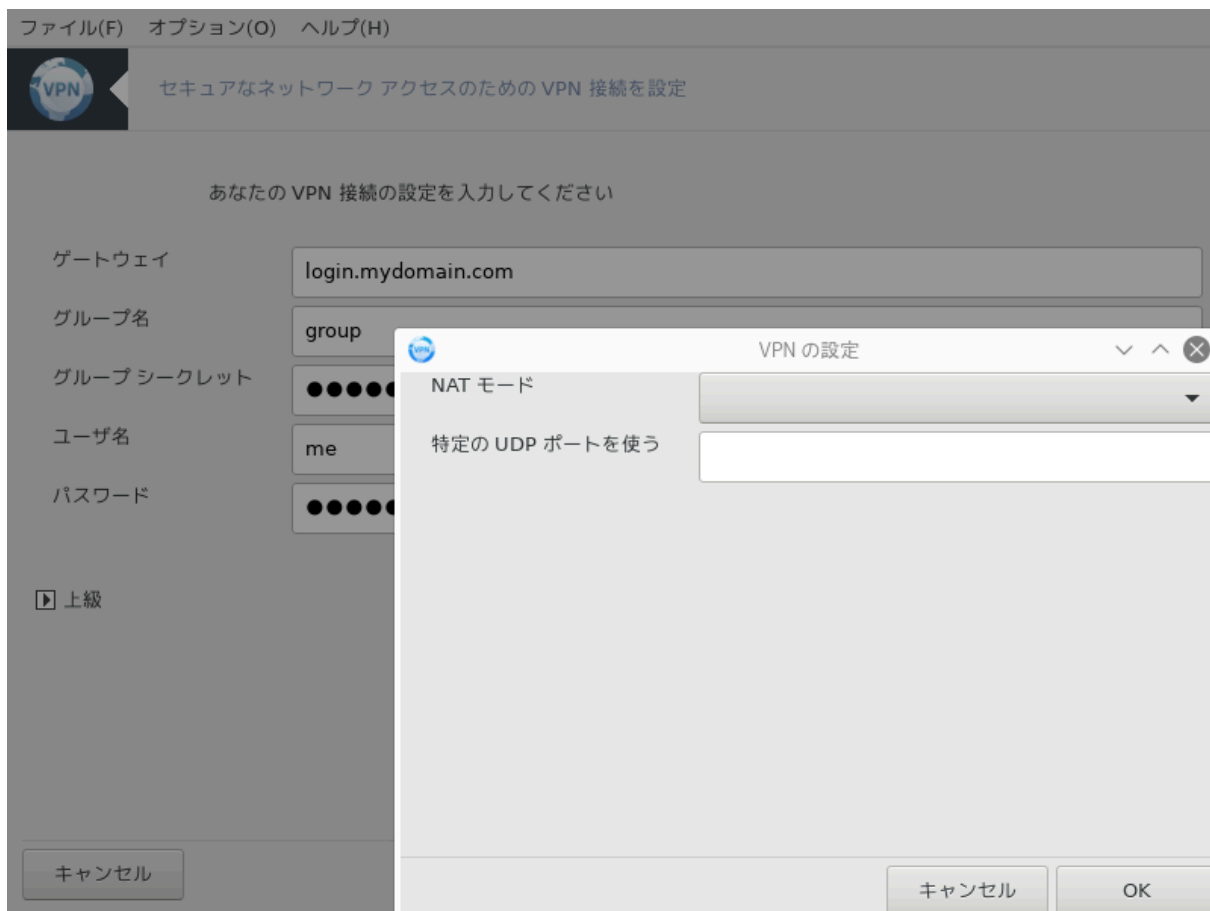 ファイル(F) オプション(O) ヘルプ(H)
VPN
セキュアなネットワーク アクセスのための VPN 接続を設定
あなたの VPN 接続の設定を入力してください
ゲートウェイ login.mydomain.com
グループ名 group
グループ シークレット ●●●●●
ユーザ名 me
パスワード ●●●●●
上級
キャンセル
VPN VPN の設定
NAT モード
特定の UDP ポートを使う
キャンセル OK